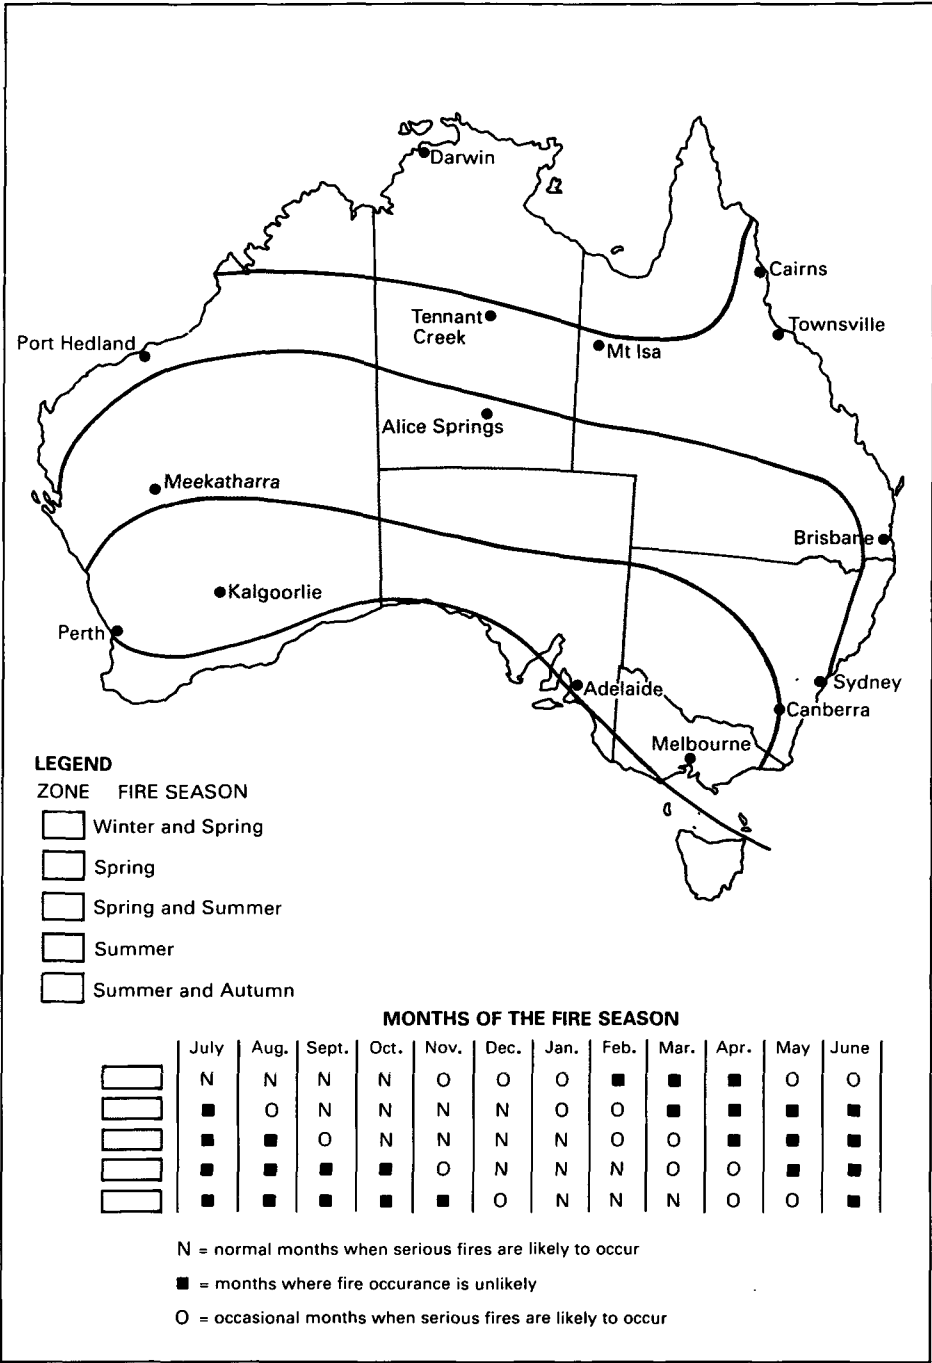 Darwin
Cairns
Tennant
Creek
Townsville
Port Hedland
Mt Isa
Alice Springs
Meekatharra
Brisbane
Kalgoorlie
Perth
Adelaide
Sydney
Canberra
Melbourne
LEGEND
ZONE FIRE SEASON
Winter and Spring
Spring
Spring and Summer
Summer
Summer and Autumn
MONTHS OF THE FIRE SEASON
July Aug. Sept. Oct. Nov. Dec. Jan. Feb. Mar. Apr. May June
N N N N O O O ■ ■ ■ O O
■ O N N N N O O ■ ■ ■ ■
■ ■ O N N N N O O ■ ■ ■
■ ■ ■ ■ O N N N O O ■ ■
■ ■ ■ ■ ■ O N N N O O ■
N = normal months when serious fires are likely to occur
■ = months where fire occurance is unlikely
O = occasional months when serious fires are likely to occur